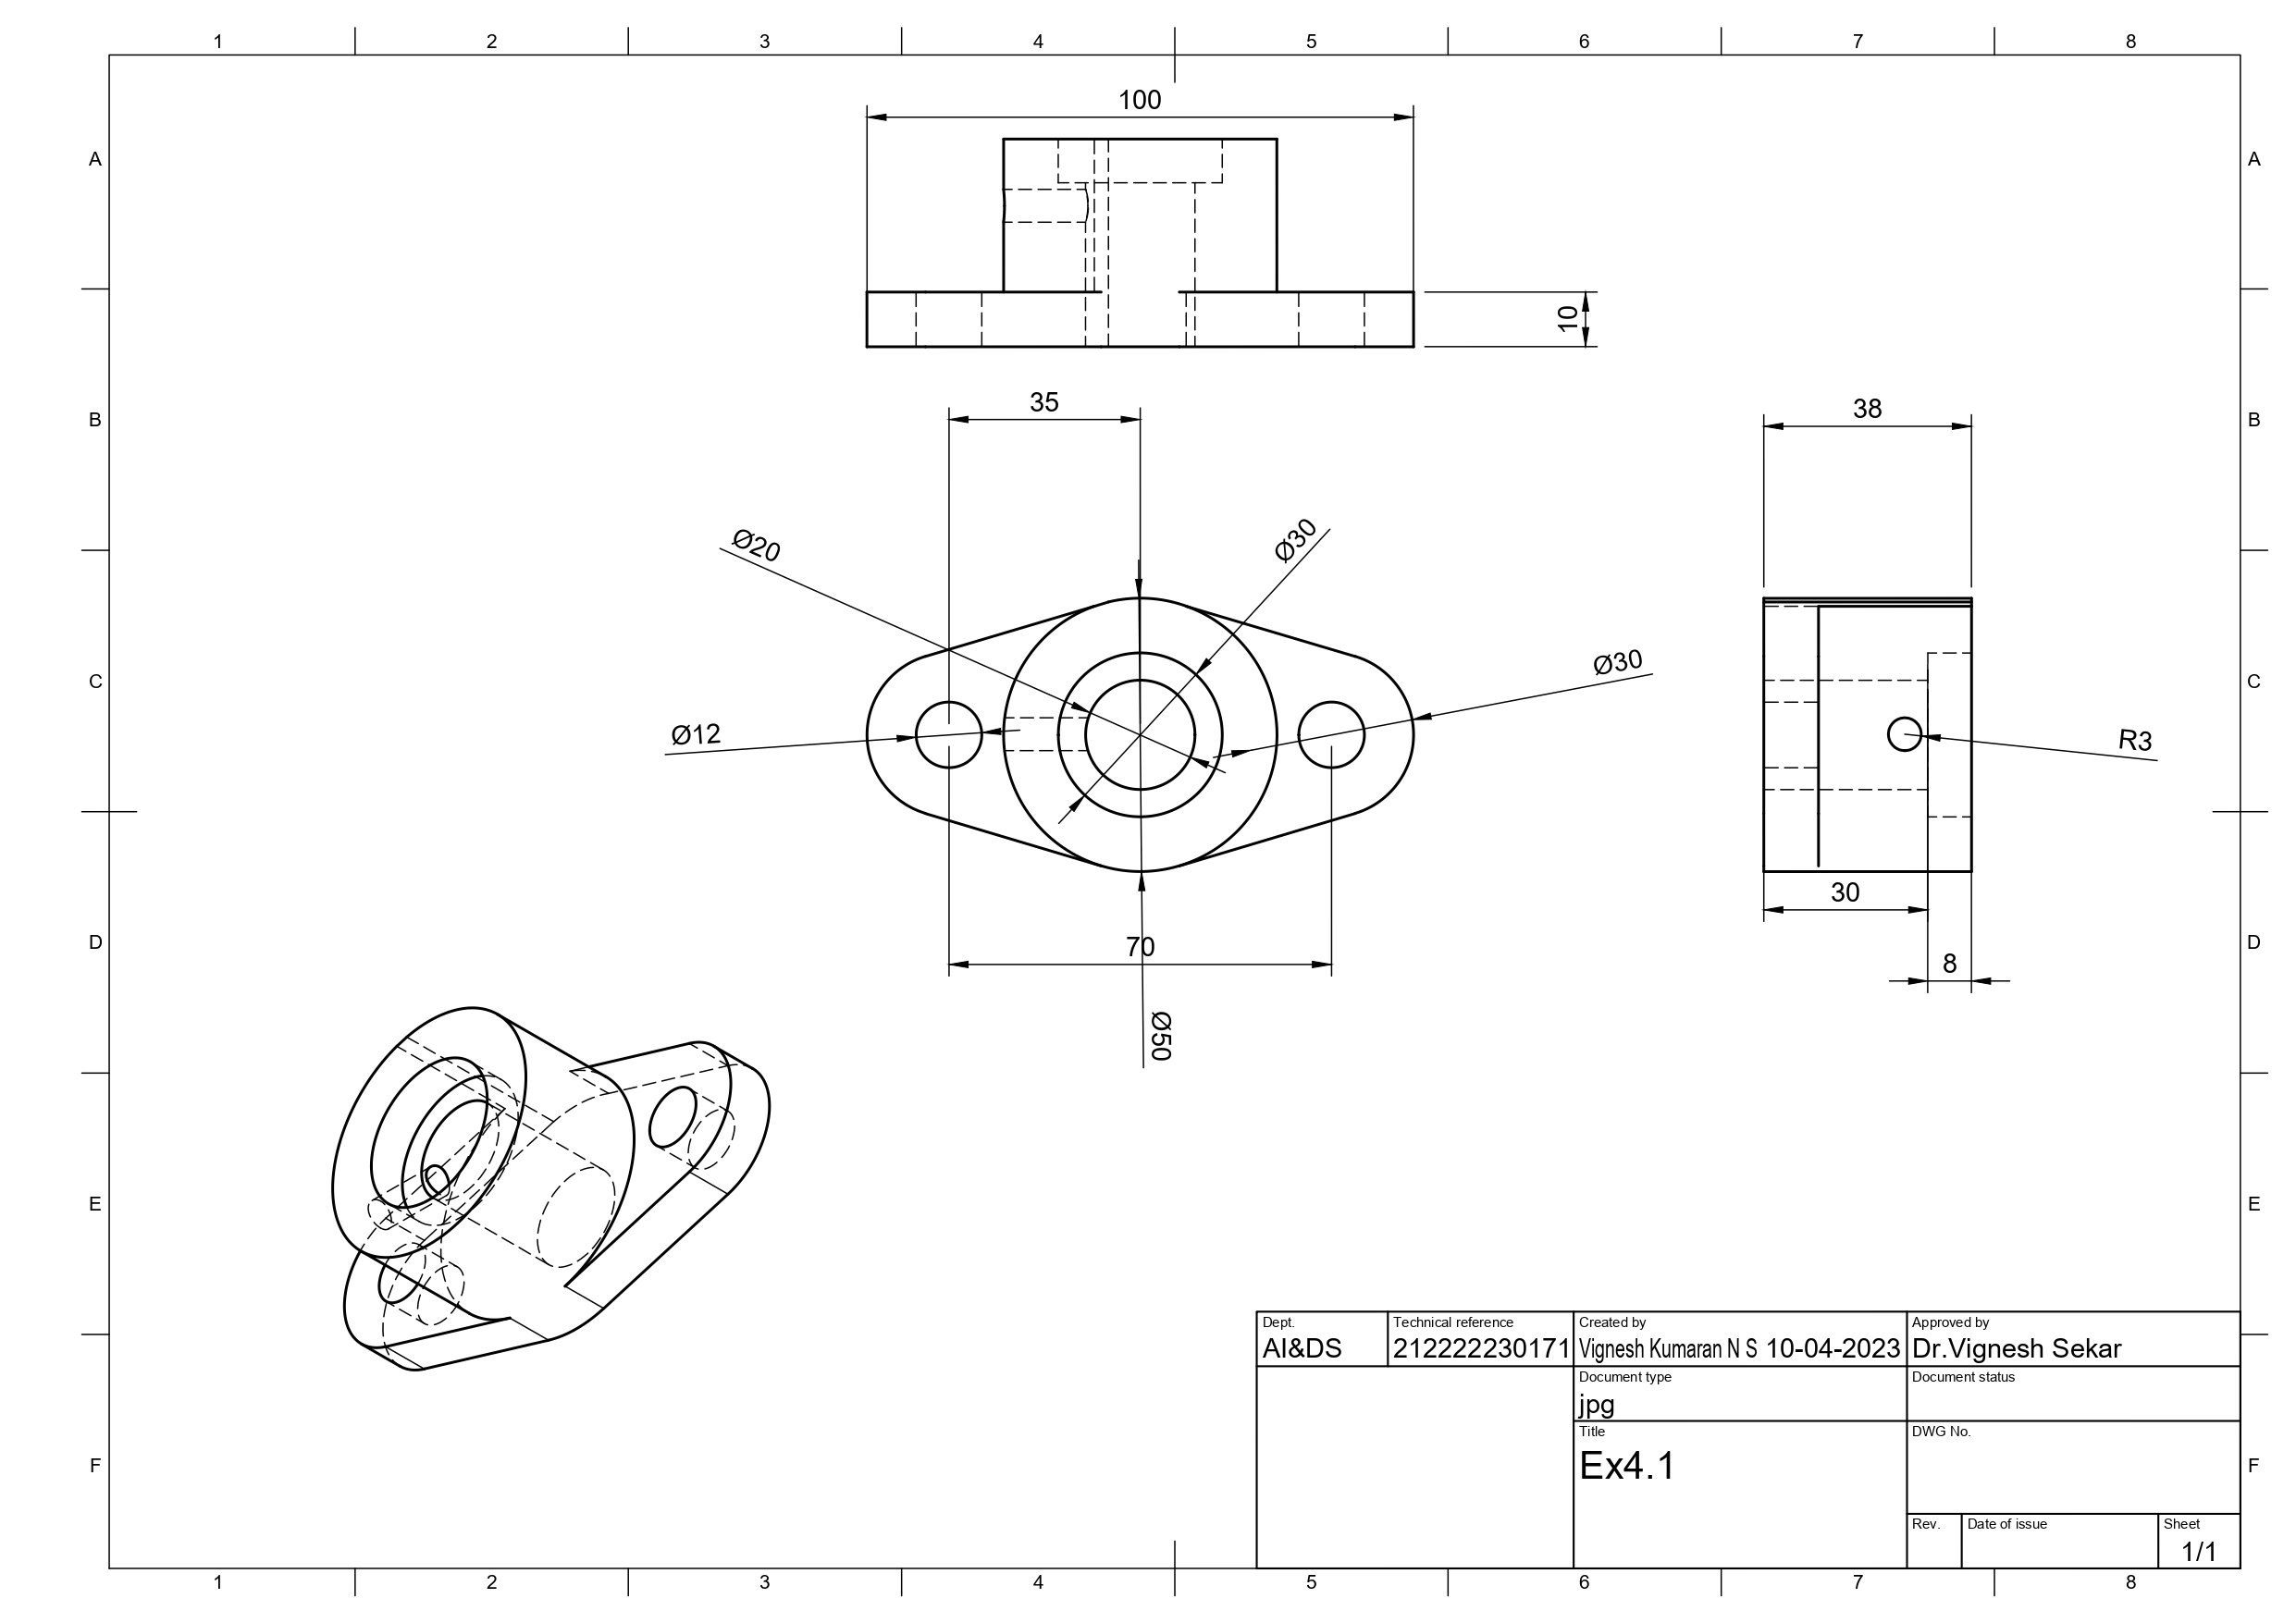 1 2 3 4 5 6 7 8
100
A A
10
35
38
B B
Ø20
Ø30
Ø30
C C
Ø12
R3
30
70
8
D D
Ø50
E E
Dept. Technical reference Created by Approved by
AI&DS 212222230171 Vignesh Kumaran N S 10-04-2023 Dr.Vignesh Sekar
Document type Document status
jpg
Title DWG No.
Ex4.1
F F
Rev. Date of issue Sheet
1/1
1 2 3 4 5 6 7 8